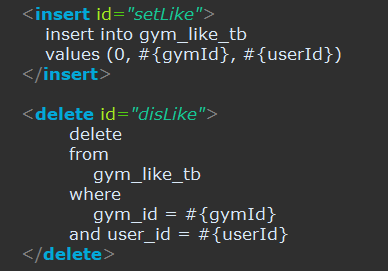 <insert id="setLike">
insert into gym_like_tb
values (0, #{gymId}, #{userId})
</insert>
<delete id="disLike">
delete
from
gym_like_tb
where
gym_id = #{gymId}
and user_id = #{userId}
</delete>